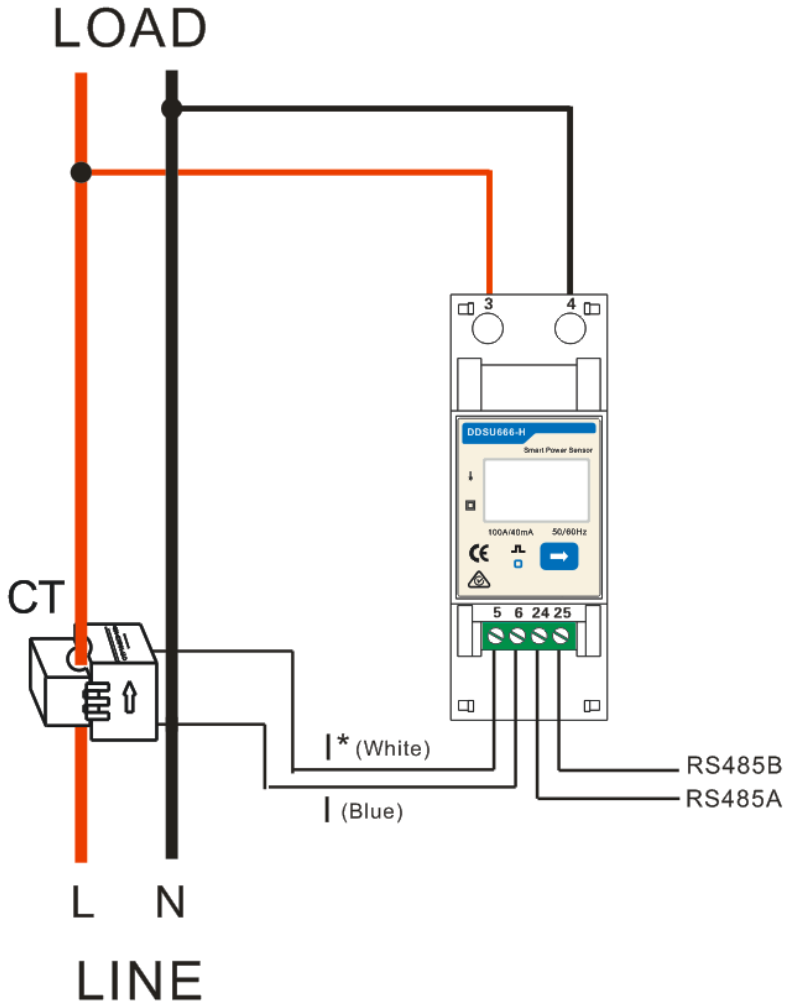 LOAD
3 4
DDSU666-H
Smart Power Sensor
100A/40mA 50/60Hz
CE
CT
5 6 24 25
I* (White)
RS485B
I (Blue)
RS485A
L N
LINE